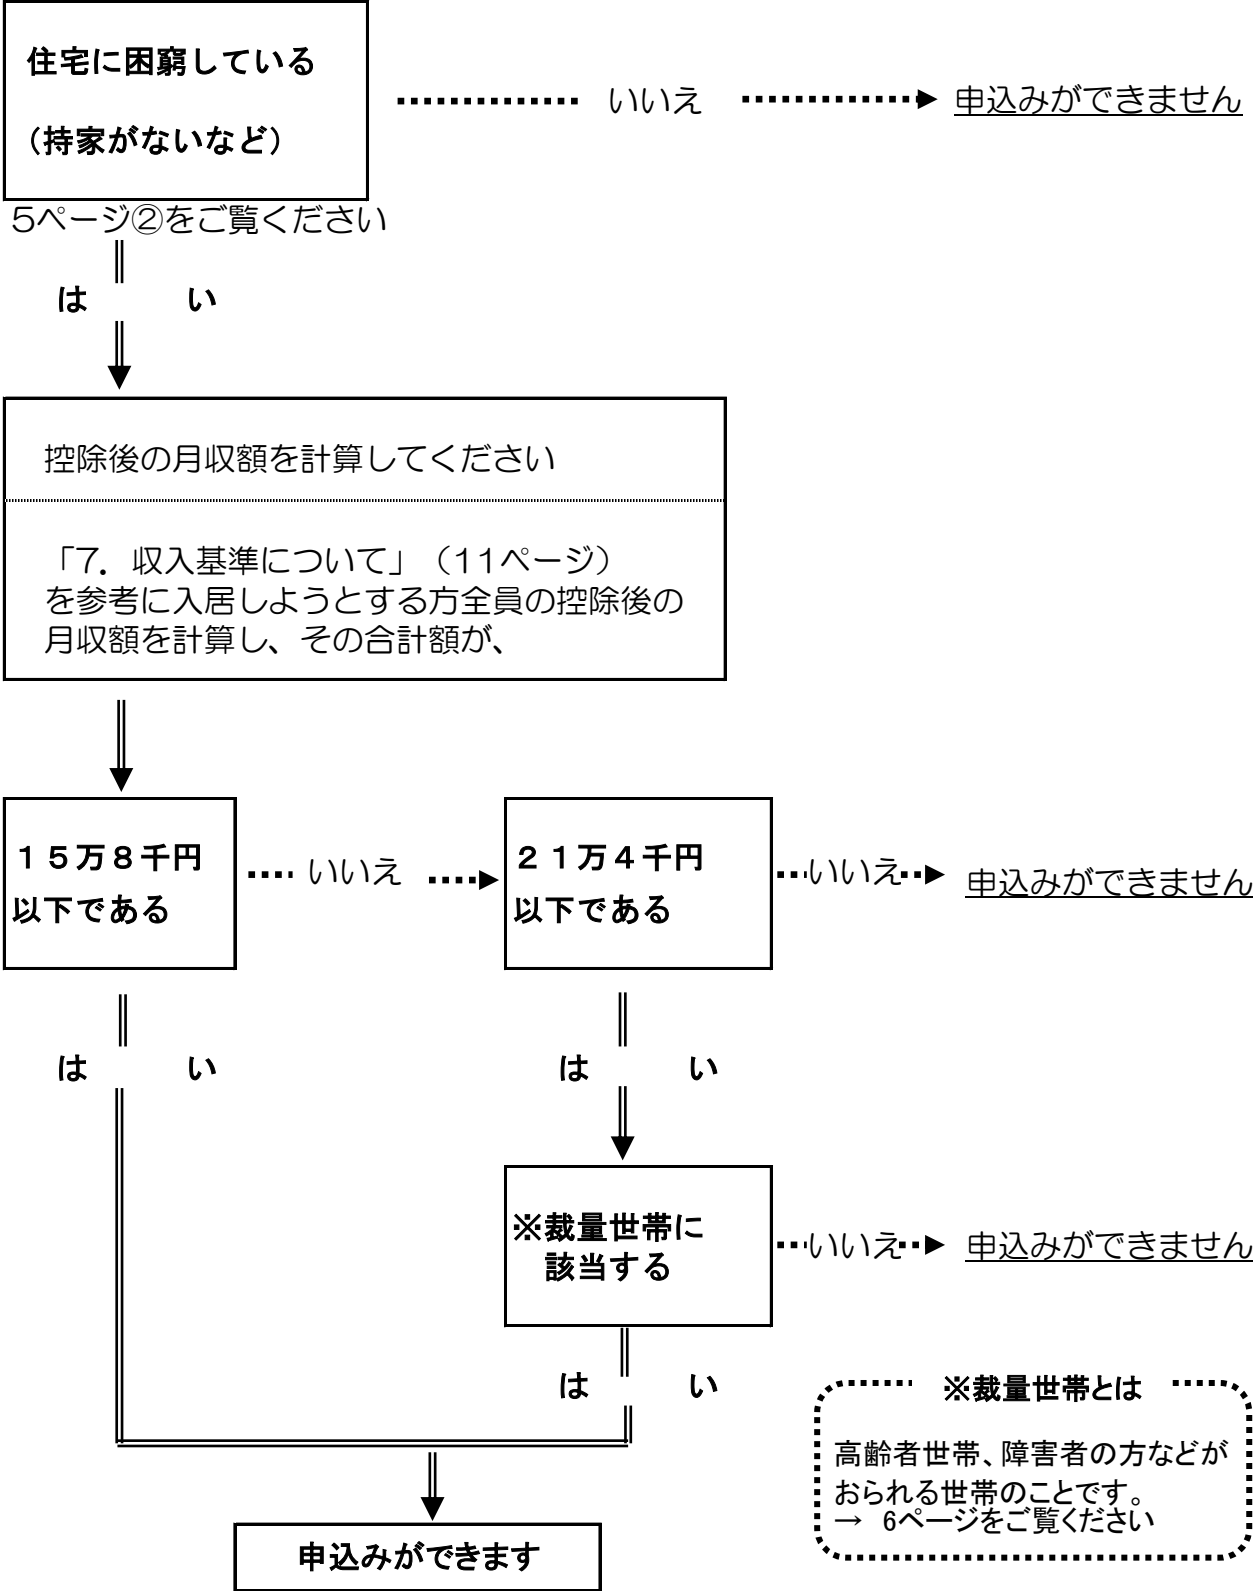 住宅に困窮している
(持家がないなど)
いいえ
申込みができません
5ページ②をご覧ください
は い
控除後の月収額を計算してください
「7．収入基準について」（11ページ）
を参考に入居しようとする方全員の控除後の
月収額を計算し、その合計額が、
１５万８千円
以下である
いいえ
２１万４千円
以下である
いいえ
申込みができません
は い
は い
※裁量世帯に
該当する
いいえ
申込みができません
は い
※裁量世帯とは
高齢者世帯、障害者の方などが
おられる世帯のことです。
→ 6ページをご覧ください
申込みができます